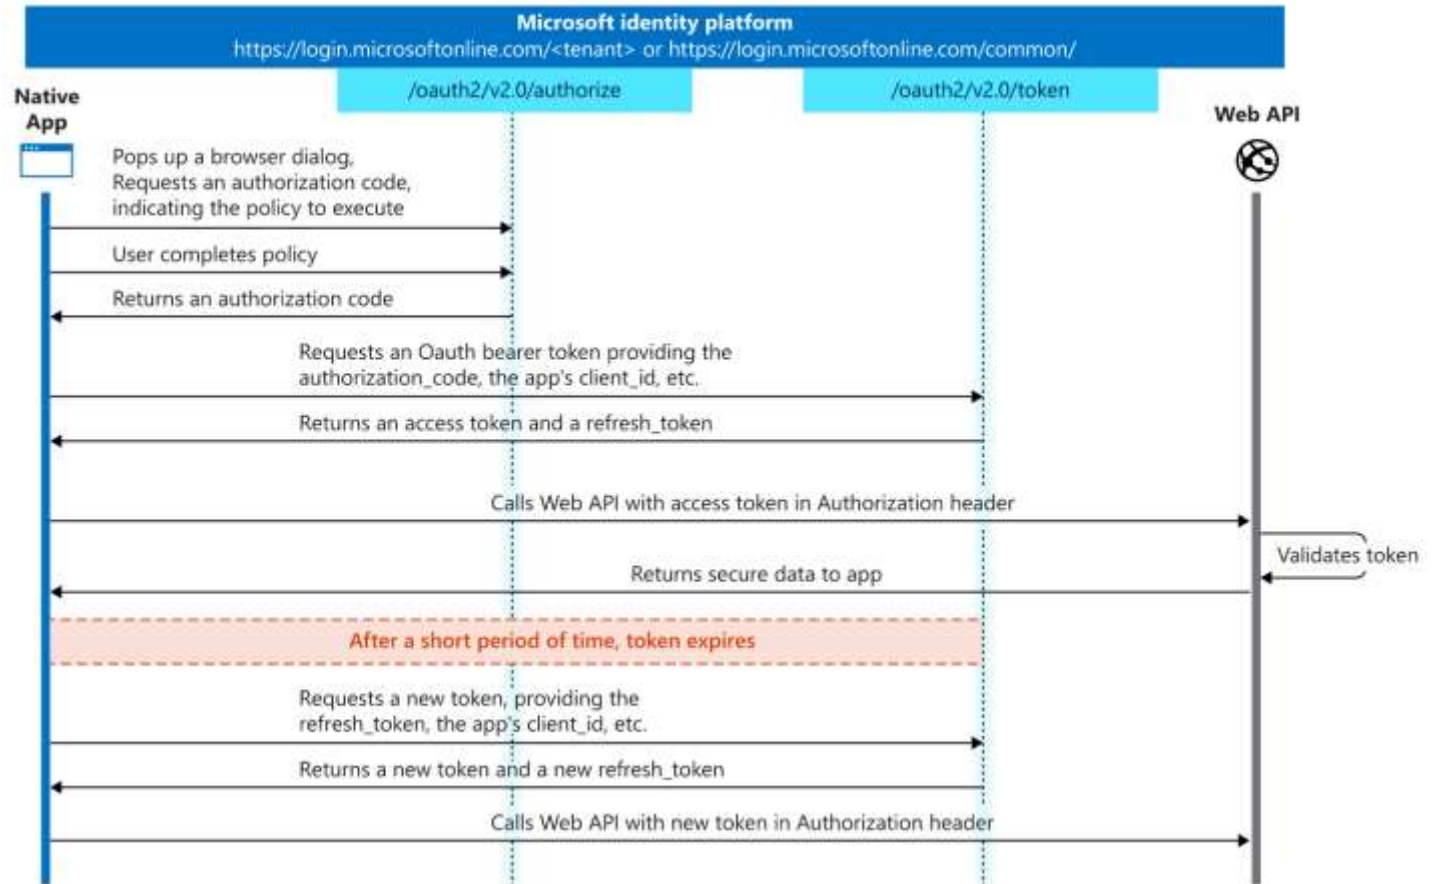 Microsoft identity platform
https://login.microsoftonline.com/<tenant> or https://login.microsoftonline.com/common/
/oauth2/v2.0/authorize
/oauth2/v2.0/token
Native
App
Web API
Pops up a browser dialog,
Requests an authorization code,
indicating the policy to execute
User completes policy
Returns an authorization code
Requests an Oauth bearer token providing the
authorization_code, the app's client_id, etc.
Returns an access token and a refresh_token
Calls Web API with access token in Authorization header
Validates token
Returns secure data to app
After a short period of time, token expires
Requests a new token, providing the
refresh_token, the app's client_id, etc.
Returns a new token and a new refresh_token
Calls Web API with new token in Authorization header